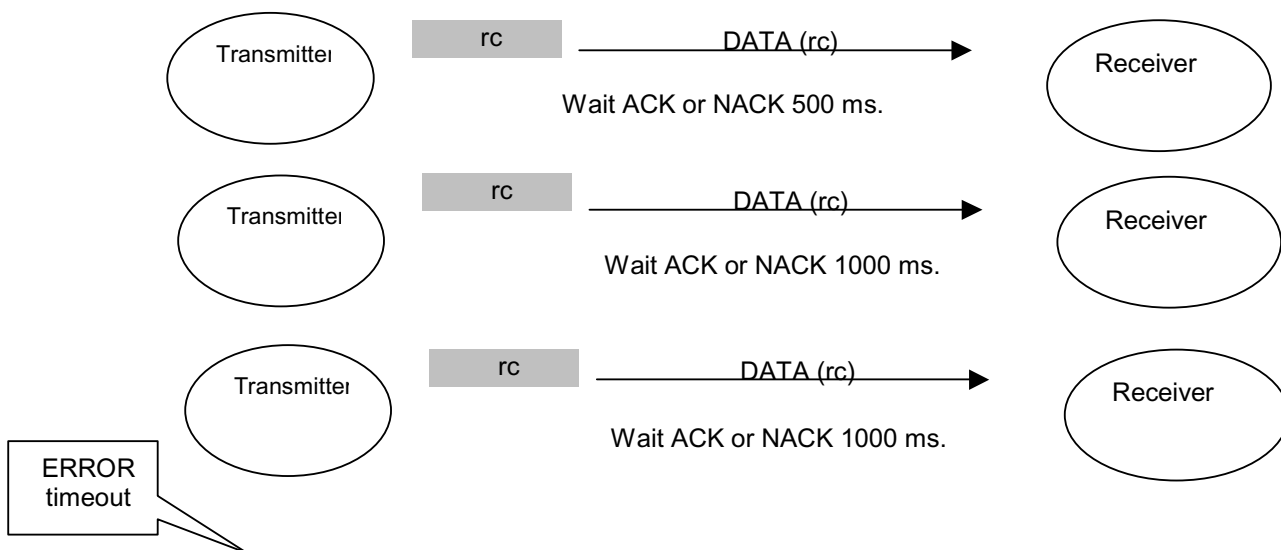 Transmitter
rc
DATA (rc)
Receiver
Wait ACK or NACK 500 ms.
Transmitter
rc
DATA (rc)
Receiver
Wait ACK or NACK 1000 ms.
Transmitter
rc
DATA (rc)
Receiver
Wait ACK or NACK 1000 ms.
ERROR
timeout